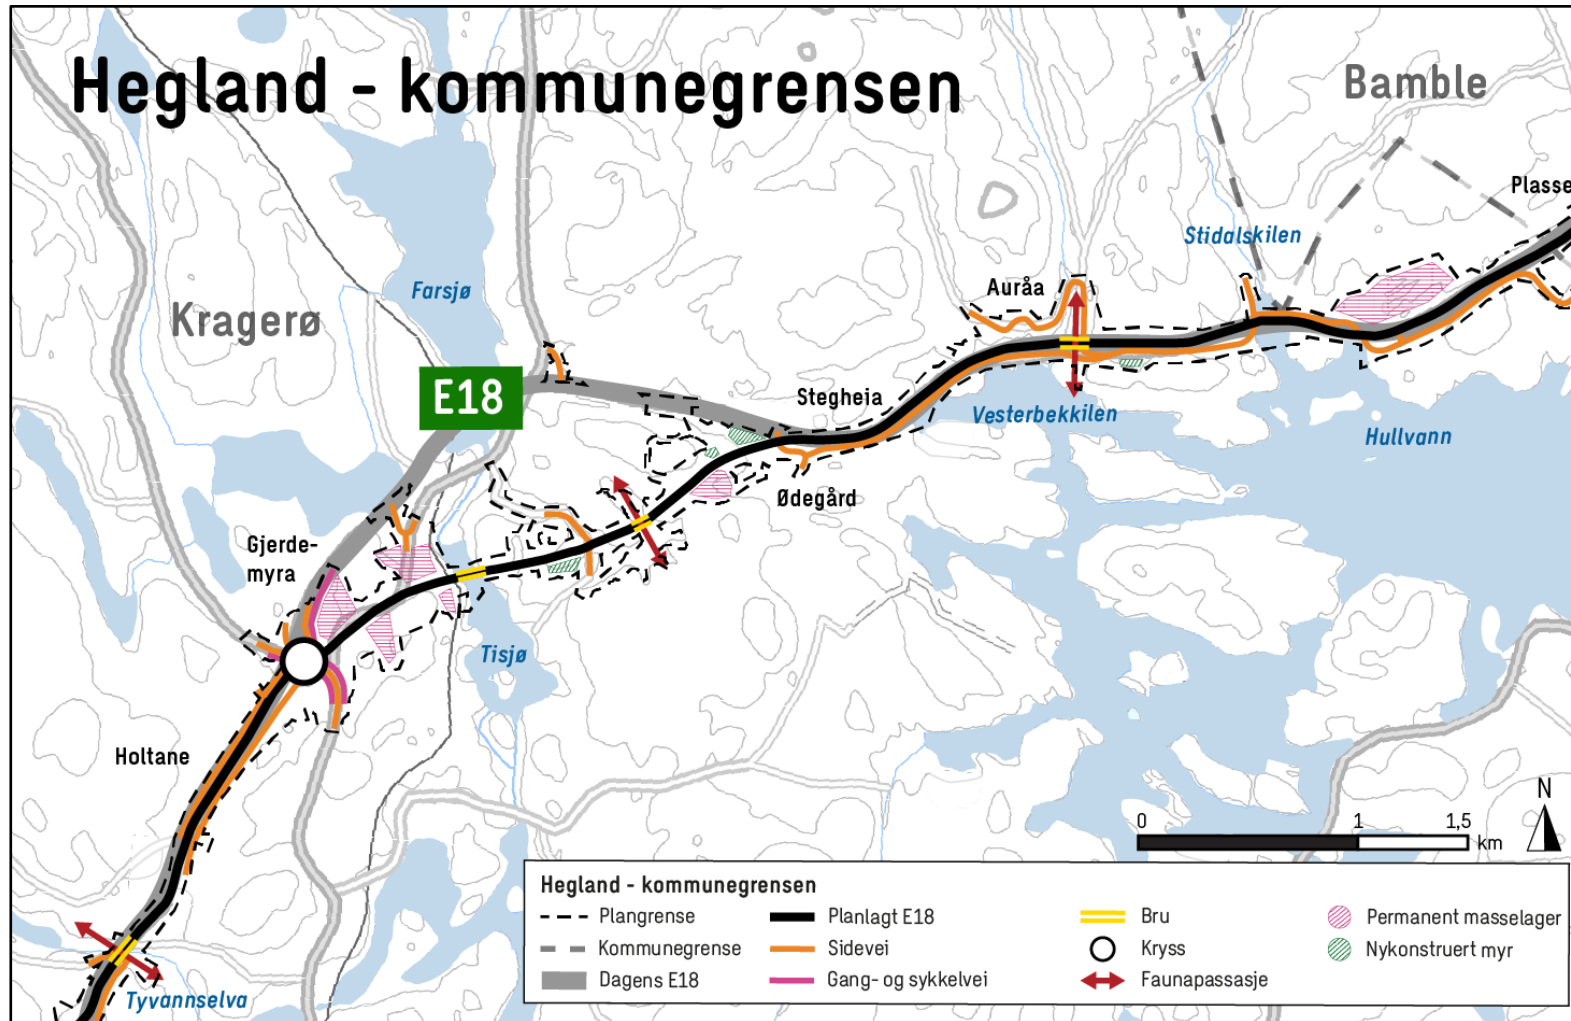 Hegland - kommunegrensen
Bamble
Plasse
Stidalskilen
Farsjø
Auråa
Kragerø
E18
Stegheia
Vesterbekkilen
Hullvann
Ødegård
Gjerde-
myra
Tisjø
Holtane
Tyvannselva
N
0 1 1,5
km
Hegland - kommunegrensen
Plangrense
Kommunegrense
Dagens E18
Planlagt E18
Sidevei
Gang- og sykkelvei
Bru
Kryss
Faunapassasje
Permanent masselager
Nykonstruert myr